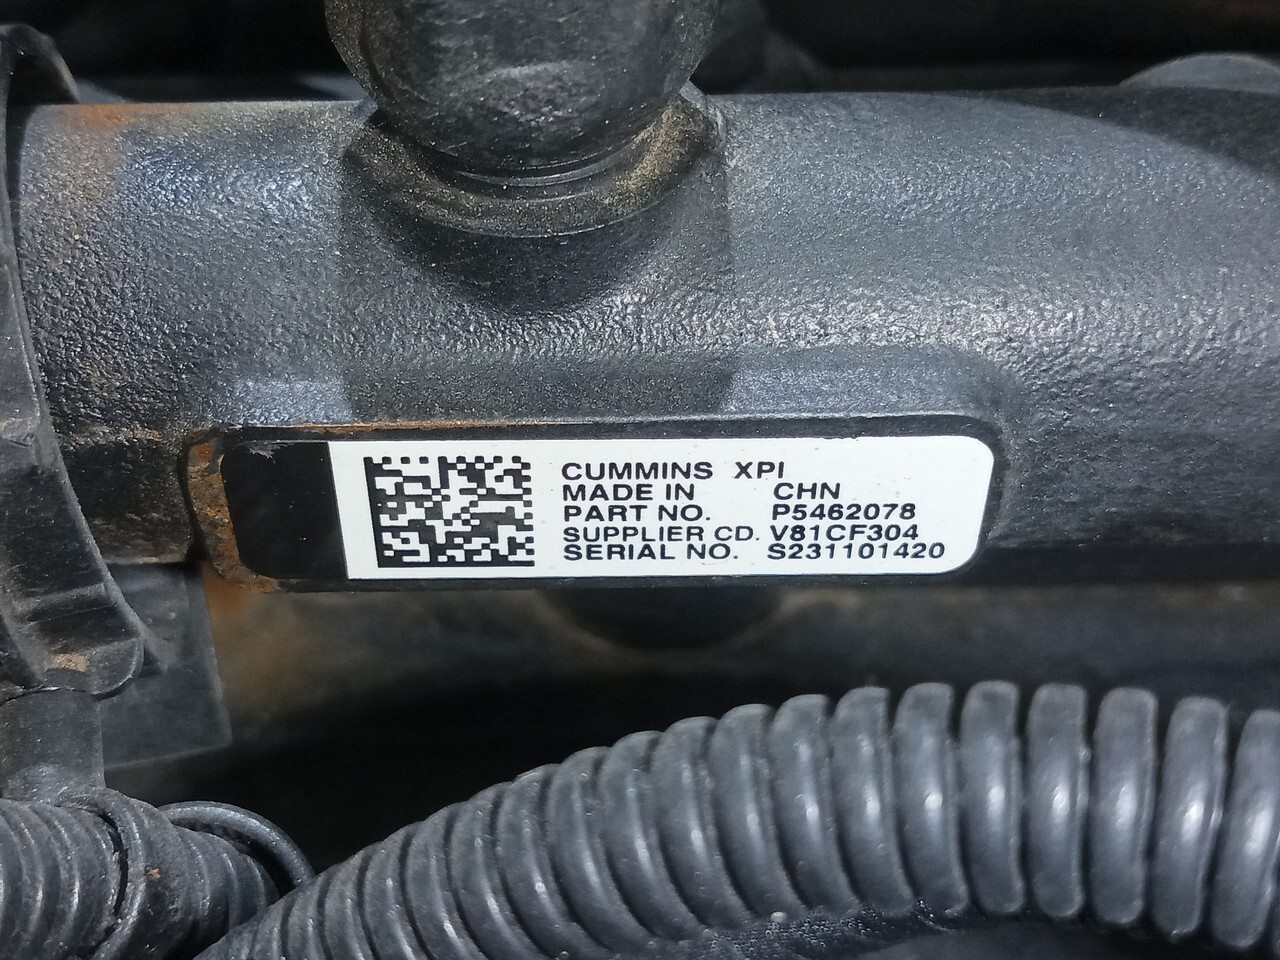 CUMMINS XPI
MADE IN CHN
PART NO. P5462078
SUPPLIER CD. V81CF304
SERIAL NO. S231101420